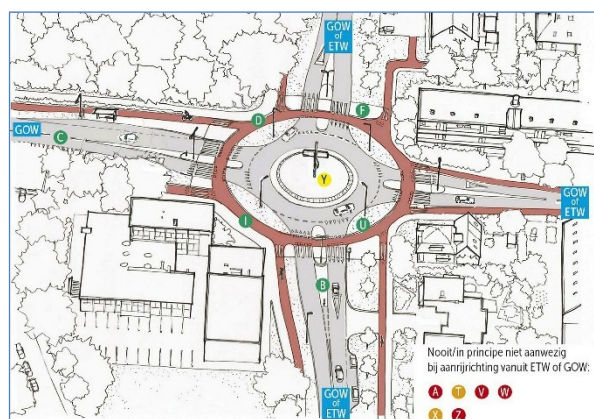 GOW
of
ETW
D
F
GOW
C
Y
GOW
of
ETW
I
U
B
GOW
of
ETW
Nooit/in principe niet aanwezig
bij aanrijrichting vanuit ETW of GOW:
A T V W
X Z